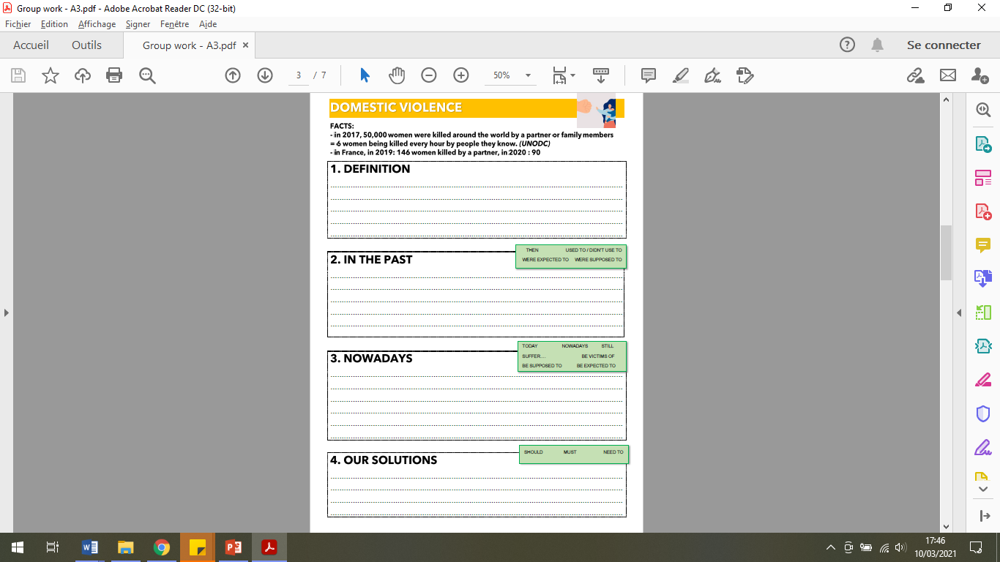 Group work - A3.pdf - Adobe Acrobat Reader DC (32-bit)
Fichier Edition Affichage Signer Fenêtre Aide
Accueil Outils Group work - A3.pdf × Se connecter
3 / 7 50%
DOMESTIC VIOLENCE
FACTS:
- in 2017, 50,000 women were killed around the world by a partner or family members
= 6 women being killed every hour by people they know. (UNODC)
- in France, in 2019: 146 women killed by a partner, in 2020 : 90
1. DEFINITION
THEN USED TO / DIDN'T USE TO
WERE EXPECTED TO WERE SUPPOSED TO
2. IN THE PAST
TODAY NOWADAYS STILL
SUFFER.... BE VICTIMS OF
BE SUPPOSED TO BE EXPECTED TO
3. NOWADAYS
SHOULD MUST NEED TO
4. OUR SOLUTIONS
17:46
10/03/2021